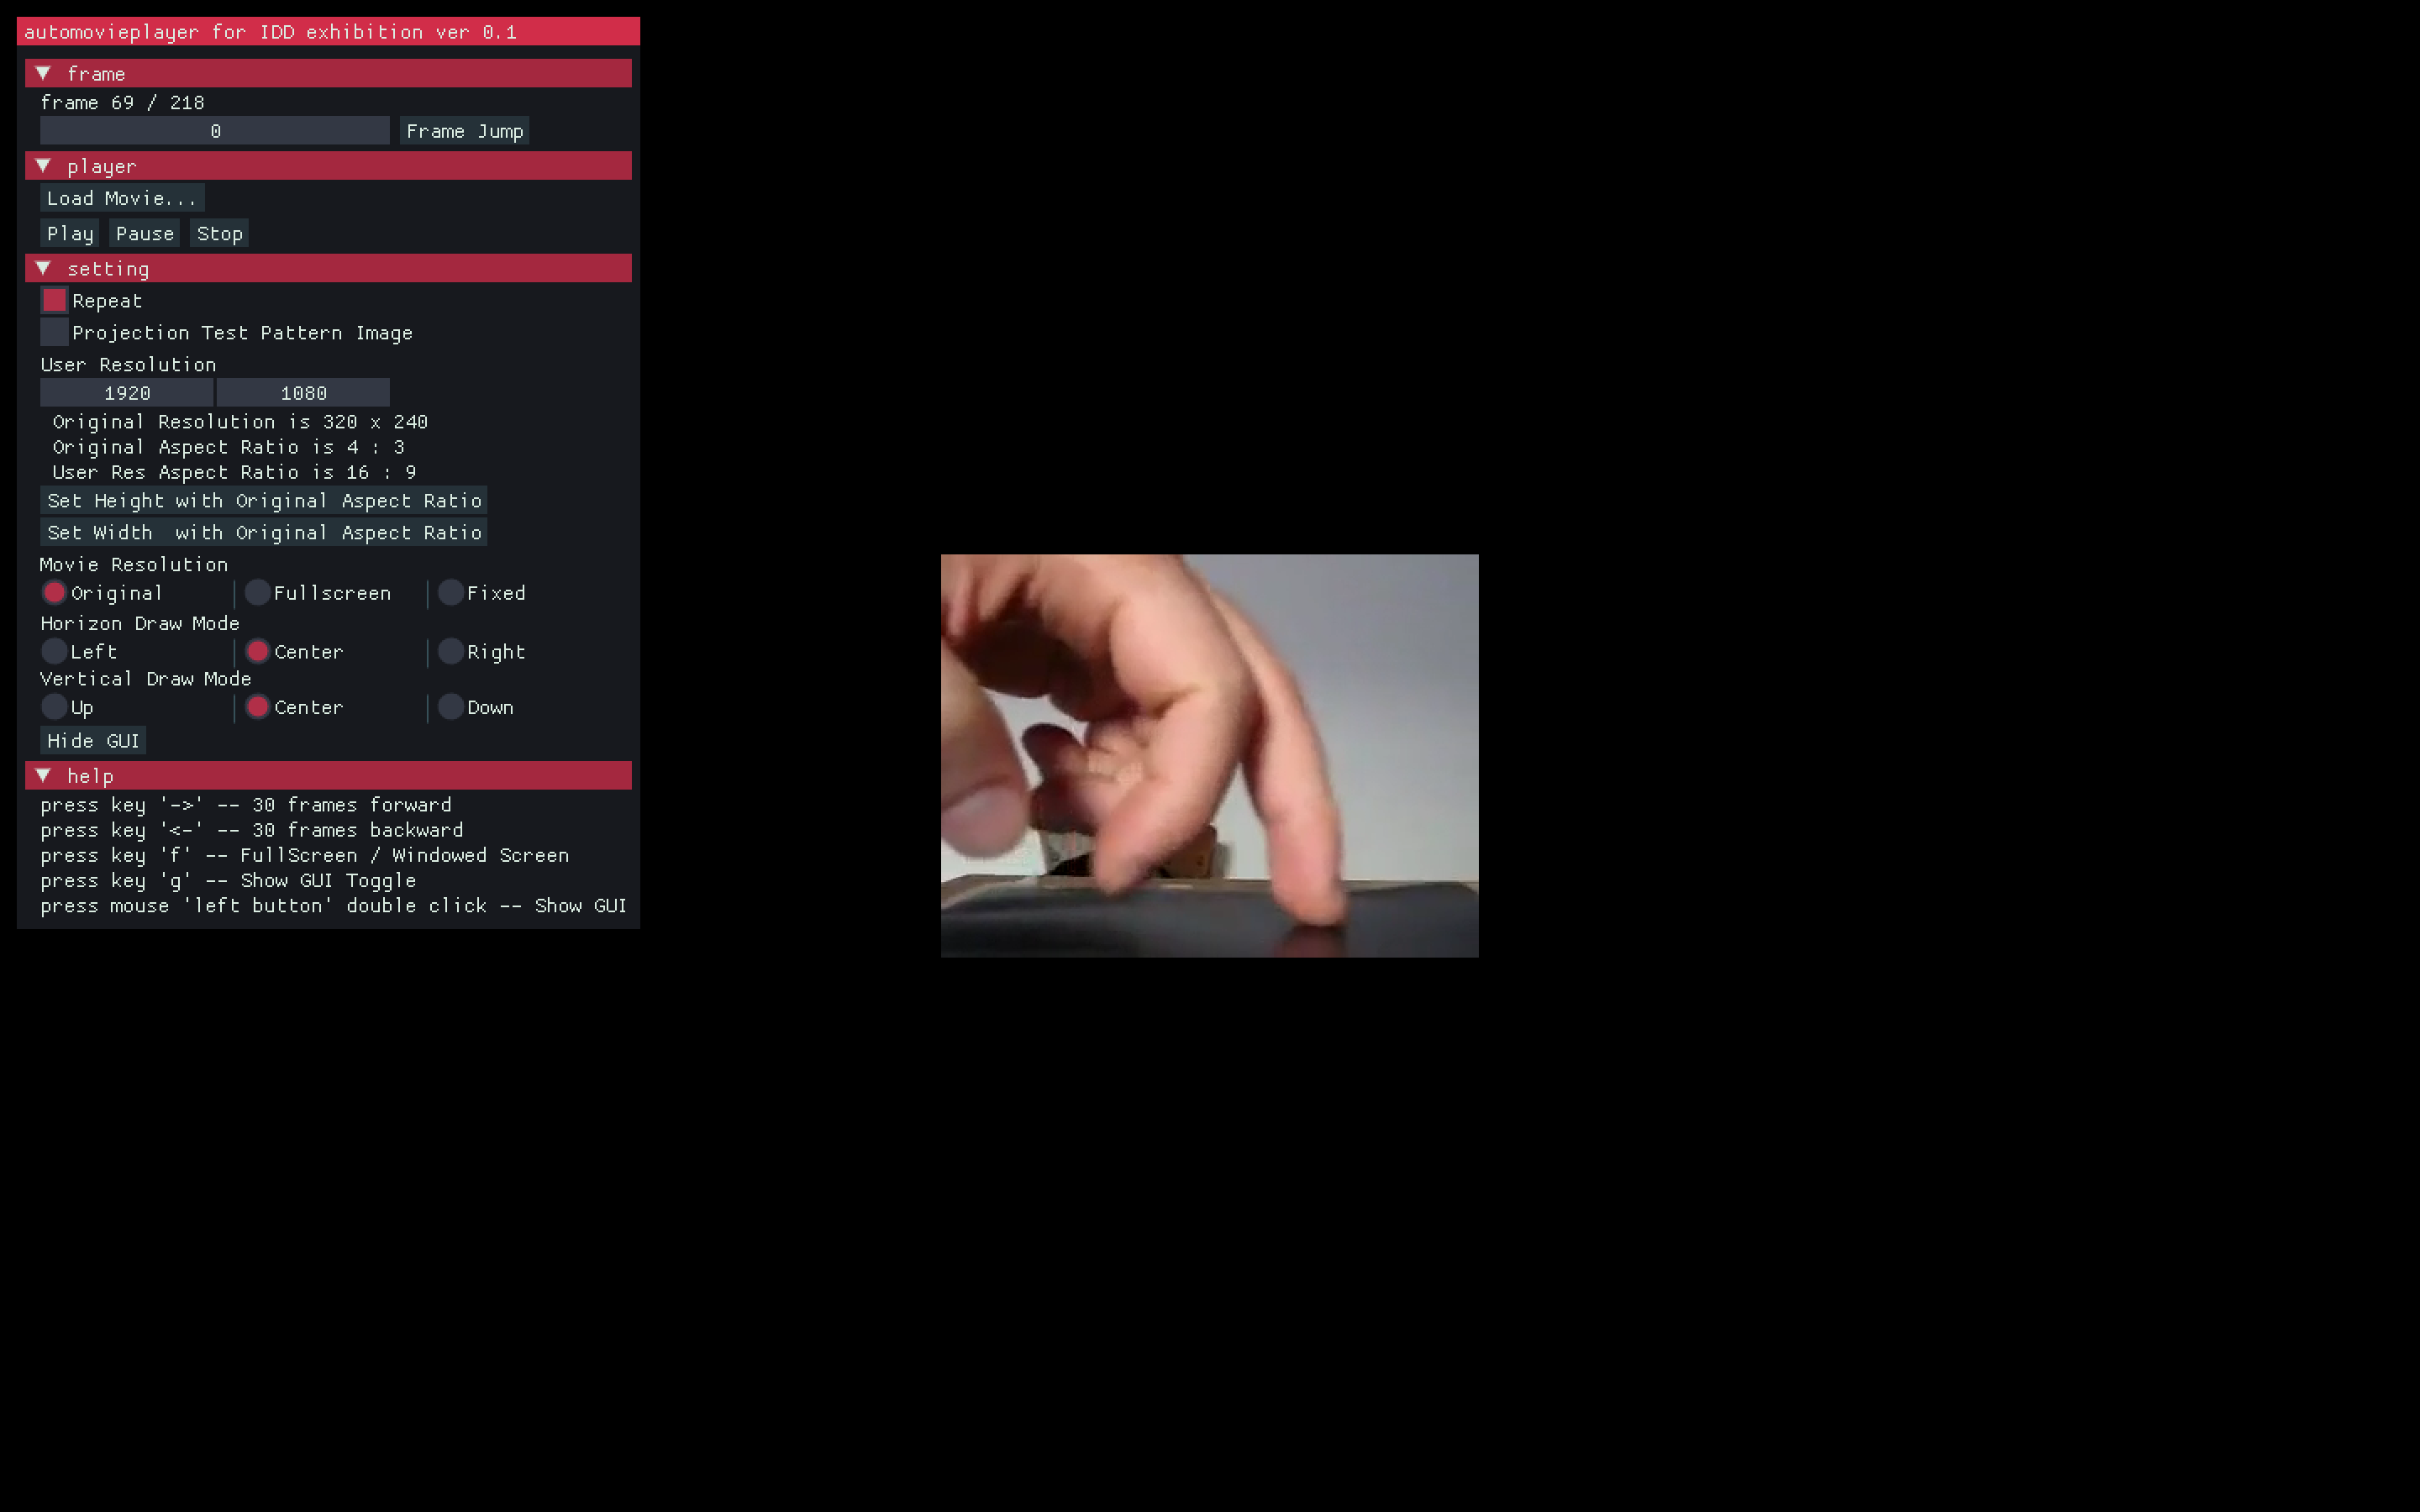 automovieplayer for IDD exhibition ver 0.1
frame
frame 69 / 218
0 Frame Jump
player
Load Movie...
Play Pause Stop
setting
Repeat
Projection Test Pattern Image
User Resolution
1920 1080
Original Resolution is 320 x 240
Original Aspect Ratio is 4 : 3
User Res Aspect Ratio is 16 : 9
Set Height with Original Aspect Ratio
Set Width  with Original Aspect Ratio
Movie Resolution
Original | Fullscreen | Fixed
Horizon Draw Mode
Left | Center | Right
Vertical Draw Mode
Up | Center | Down
Hide GUI
help
press key '->' -- 30 frames forward
press key '<-' -- 30 frames backward
press key 'f' -- FullScreen / Windowed Screen
press key 'g' -- Show GUI Toggle
press mouse 'left button' double click -- Show GUI